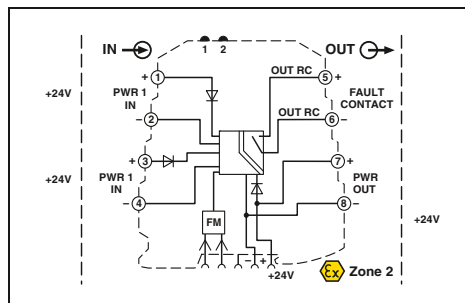 IN
1 2
OUT
+ 1
PWR 1
IN
− 2
+ 3
PWR 1
IN
− 4
+24V
+24V
OUT RC
5 +
FAULT
CONTACT
OUT RC
6 −
7 +
PWR
OUT
8 −
+24V
FM
− +
+24V
Ex Zone 2